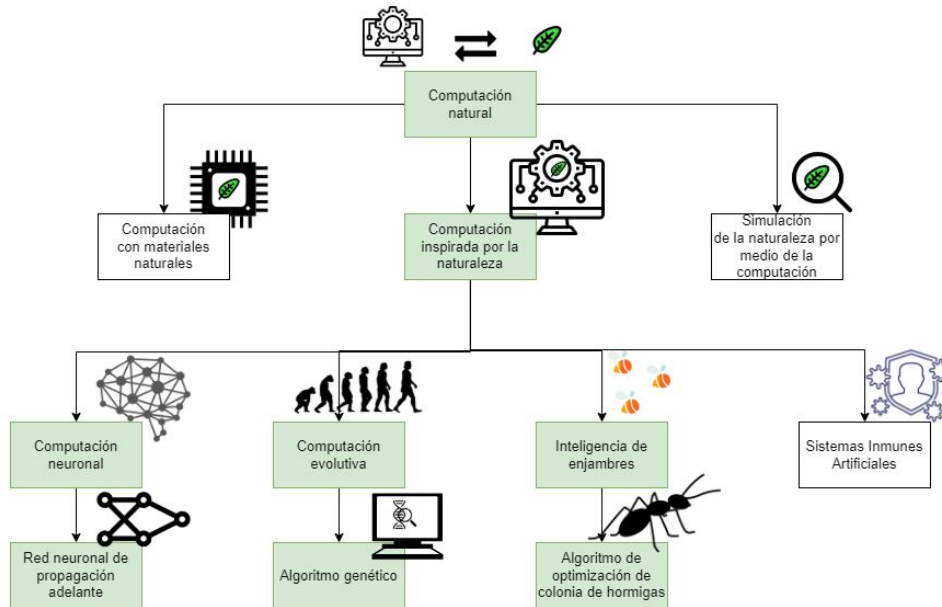 Computación
natural
Computación
con materiales
naturales
Computación
inspirada por la
naturaleza
Simulación
de la naturaleza por
medio de la
computación
Computación
neuronal
Computación
evolutiva
Inteligencia de
enjambres
Sistemas Inmunes
Artificiales
Red neuronal de
propagación
adelante
Algoritmo genético
Algoritmo de
optimización de
colonia de hormigas